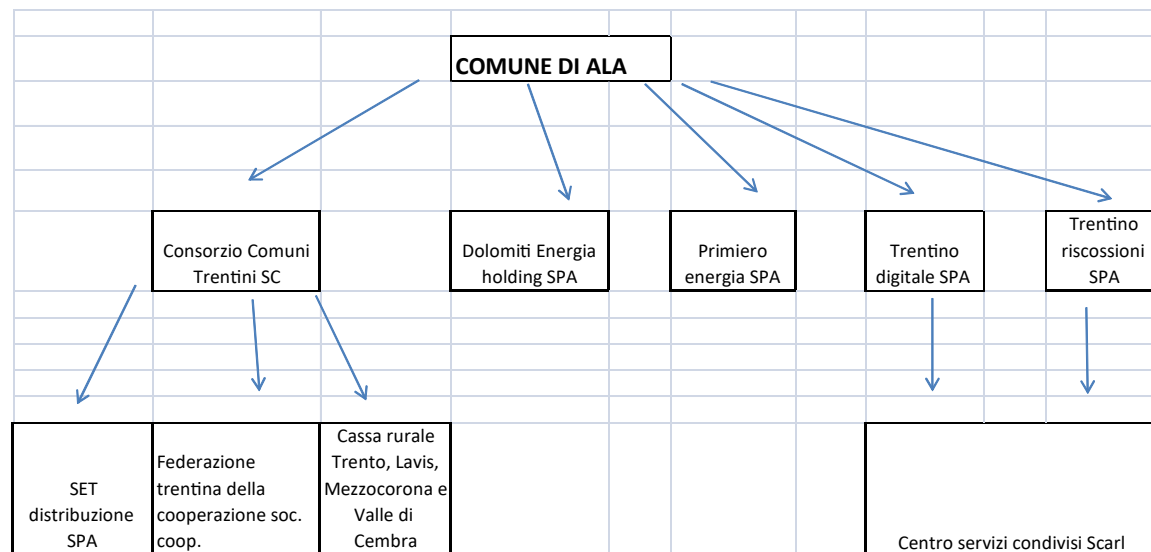 COMUNE DI ALA
Consorzio Comuni
Trentini SC
Dolomiti Energia
holding SPA
Primiero
energia SPA
Trentino
digitale SPA
Trentino
riscossioni
SPA
SET
distribuzione
SPA
Federazione
trentina della
cooperazione soc.
coop.
Cassa rurale
Trento, Lavis,
Mezzocorona e
Valle di
Cembra
Centro servizi condivisi Scarl